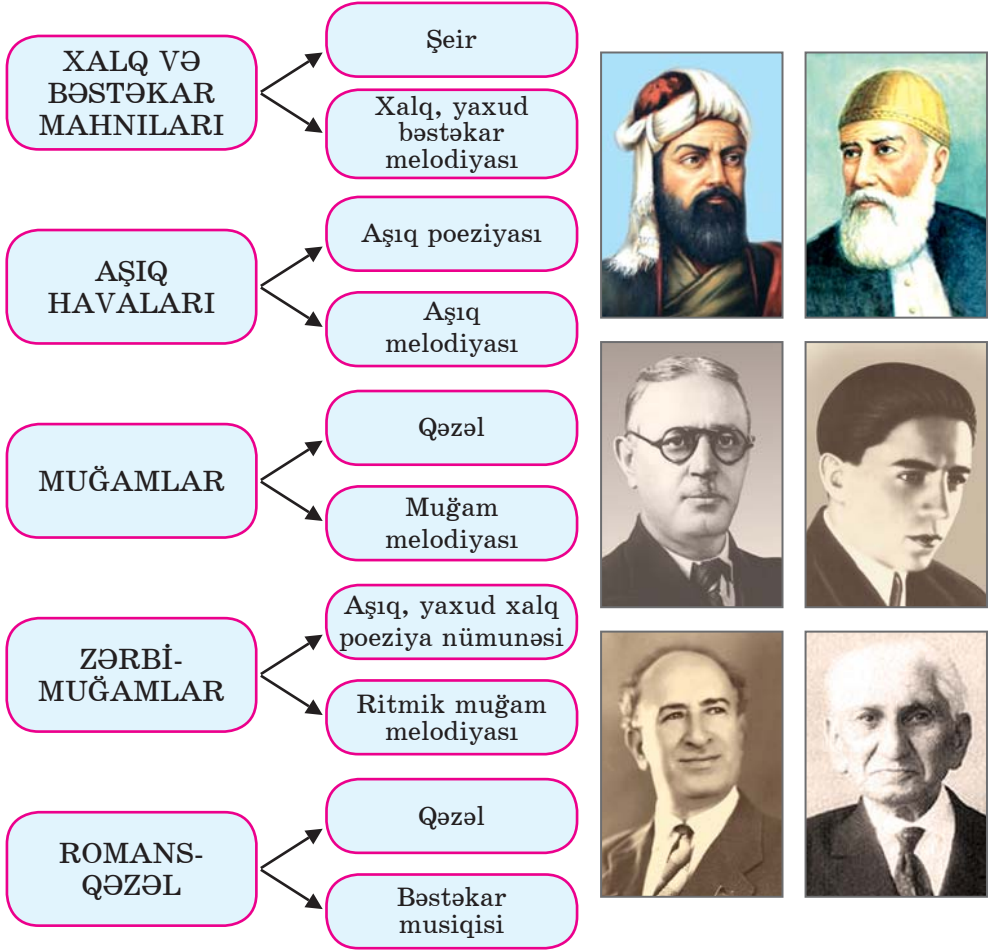 XALQ VƏ
BƏSTƏKAR
MAHNILARI
Şeir
Xalq, yaxud
bəstəkar
melodiyası
AŞIQ
HAVALARI
Aşıq poeziyası
Aşıq
melodiyası
MUĞAMLAR
Qəzəl
Muğam
melodiyası
ZƏRBİ-
MUĞAMLAR
Aşıq, yaxud xalq
poeziya nümunəsi
Ritmik muğam
melodiyası
ROMANS-
QƏZƏL
Qəzəl
Bəstəkar
musiqisi